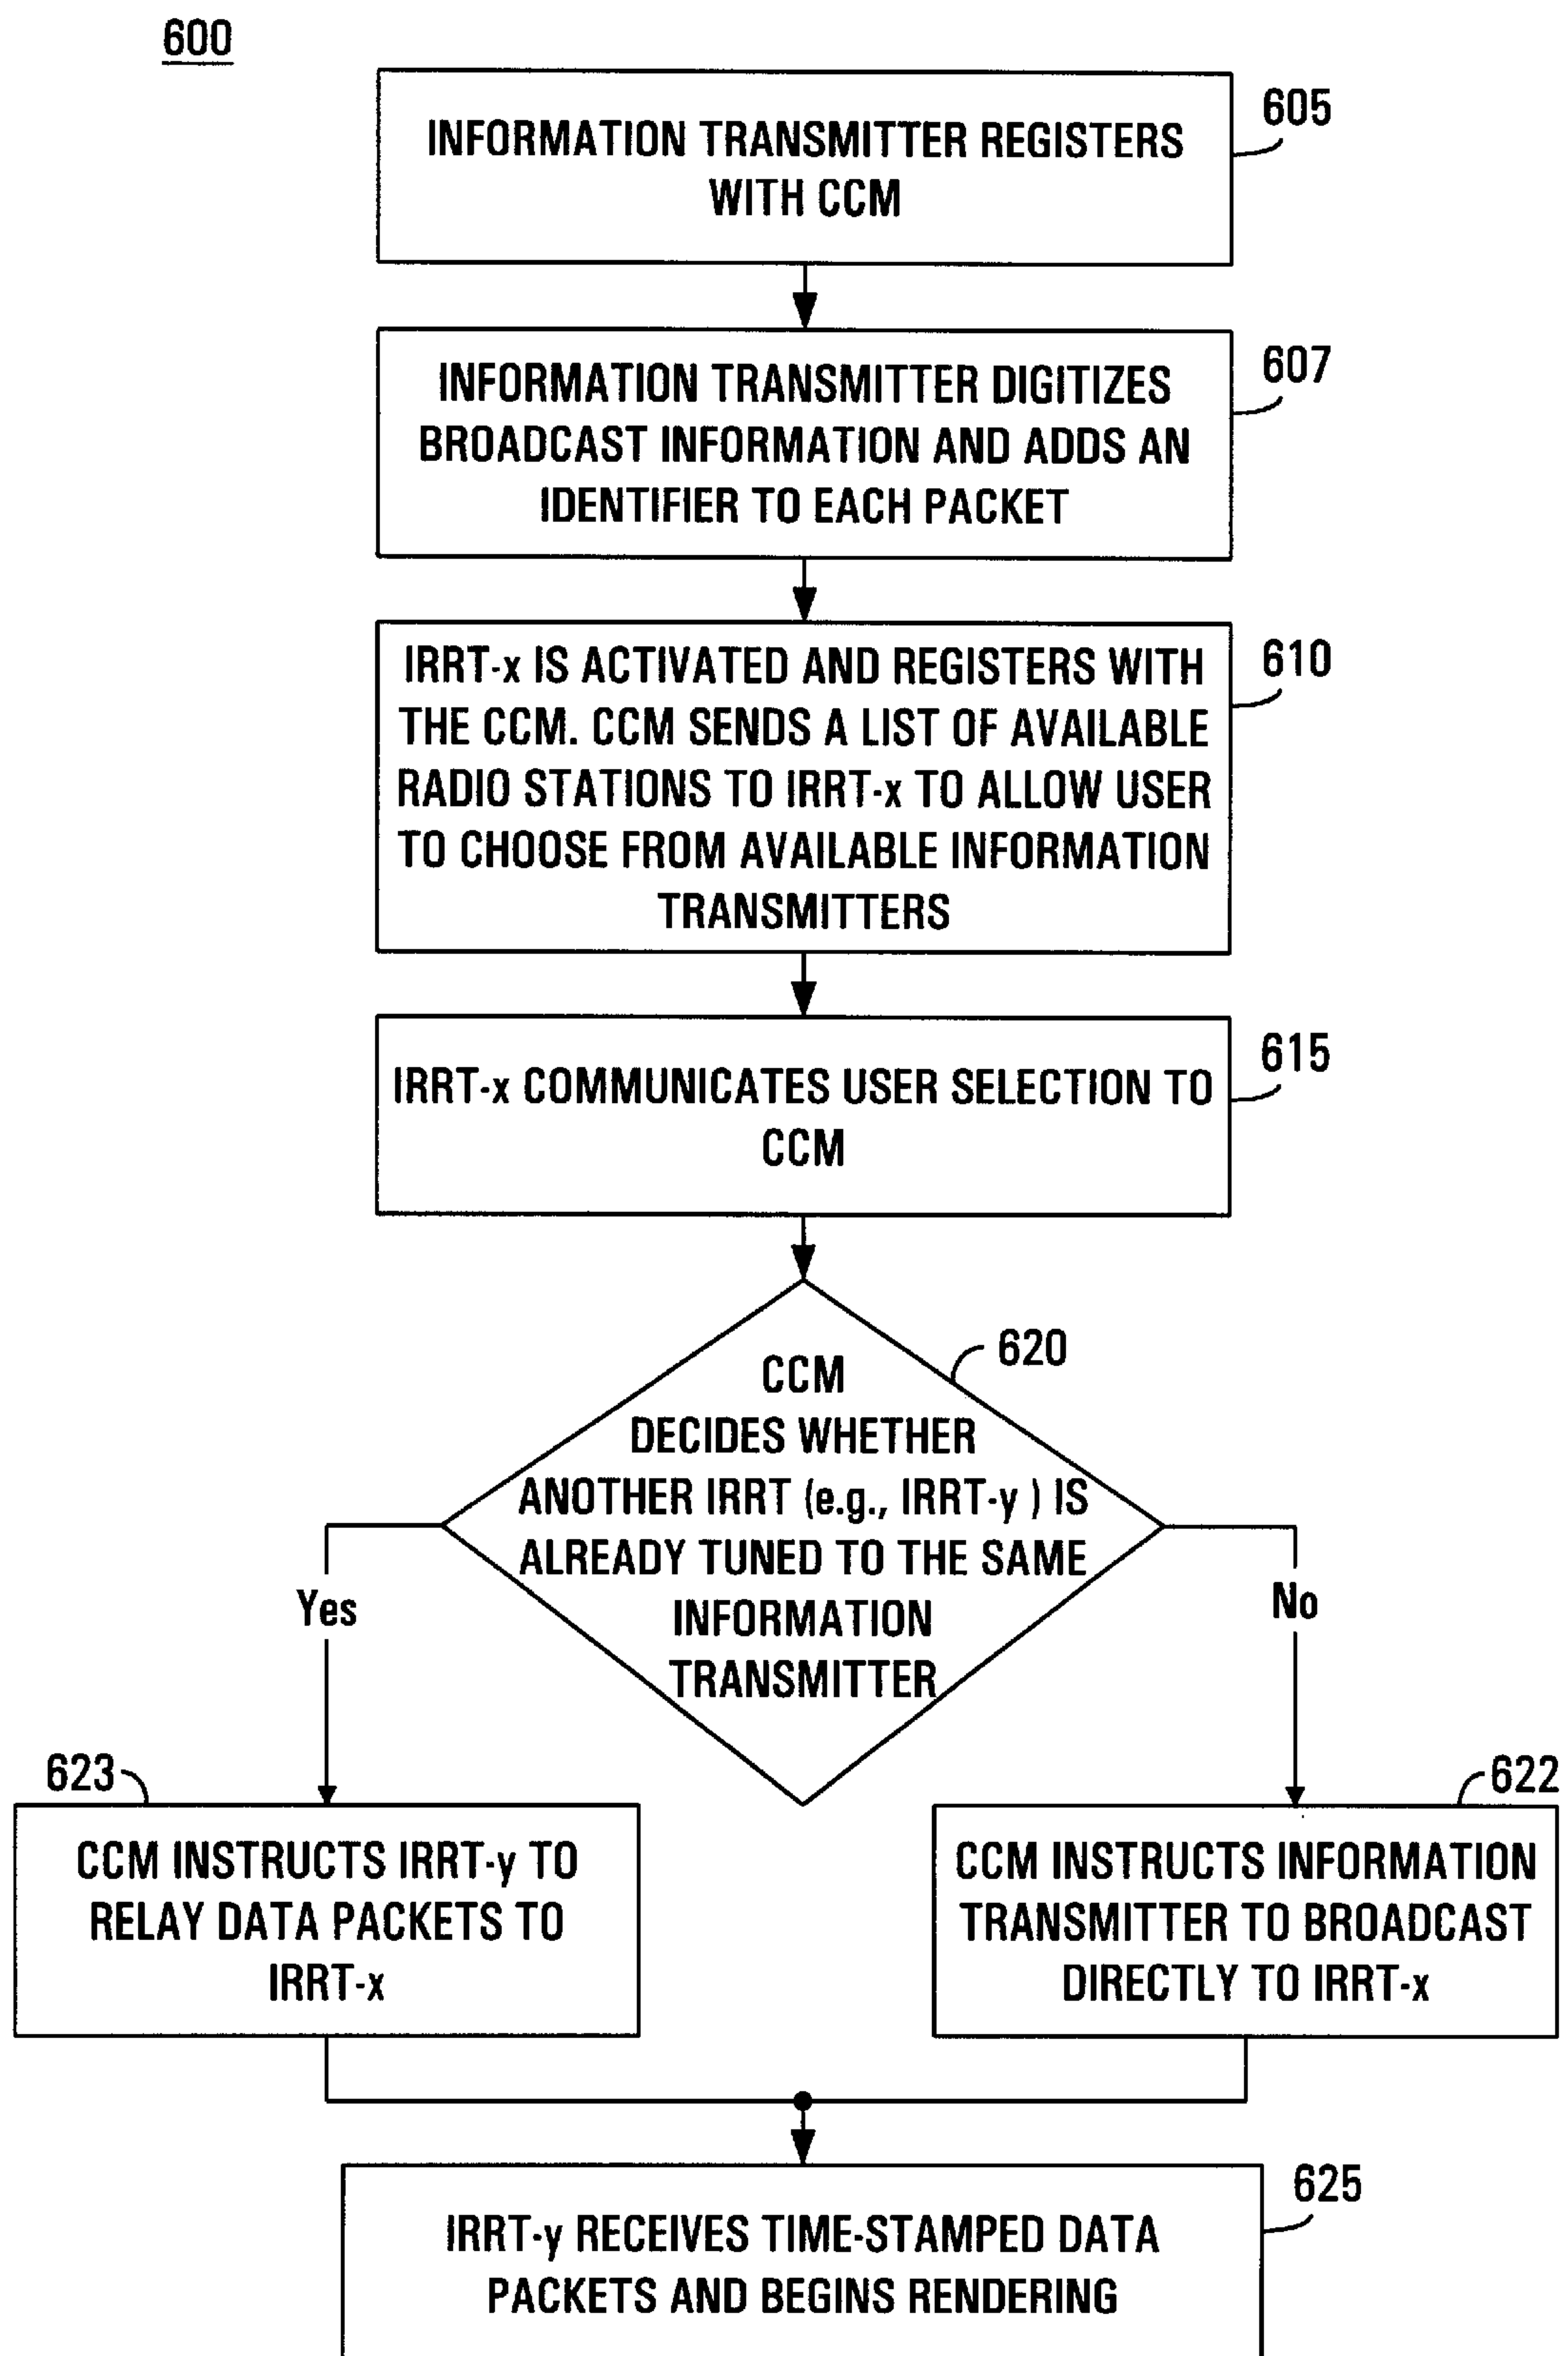 600
INFORMATION TRANSMITTER REGISTERS
WITH CCM
605
INFORMATION TRANSMITTER DIGITIZES
BROADCAST INFORMATION AND ADDS AN
IDENTIFIER TO EACH PACKET
607
IRRT-x IS ACTIVATED AND REGISTERS WITH
THE CCM. CCM SENDS A LIST OF AVAILABLE
RADIO STATIONS TO IRRT-x TO ALLOW USER
TO CHOOSE FROM AVAILABLE INFORMATION
TRANSMITTERS
610
IRRT-x COMMUNICATES USER SELECTION TO
CCM
615
CCM
DECIDES WHETHER
ANOTHER IRRT (e.g., IRRT-y ) IS
ALREADY TUNED TO THE SAME
INFORMATION
TRANSMITTER
620
Yes
No
623
CCM INSTRUCTS IRRT-y TO
RELAY DATA PACKETS TO
IRRT-x
622
CCM INSTRUCTS INFORMATION
TRANSMITTER TO BROADCAST
DIRECTLY TO IRRT-x
IRRT-y RECEIVES TIME-STAMPED DATA
PACKETS AND BEGINS RENDERING
625